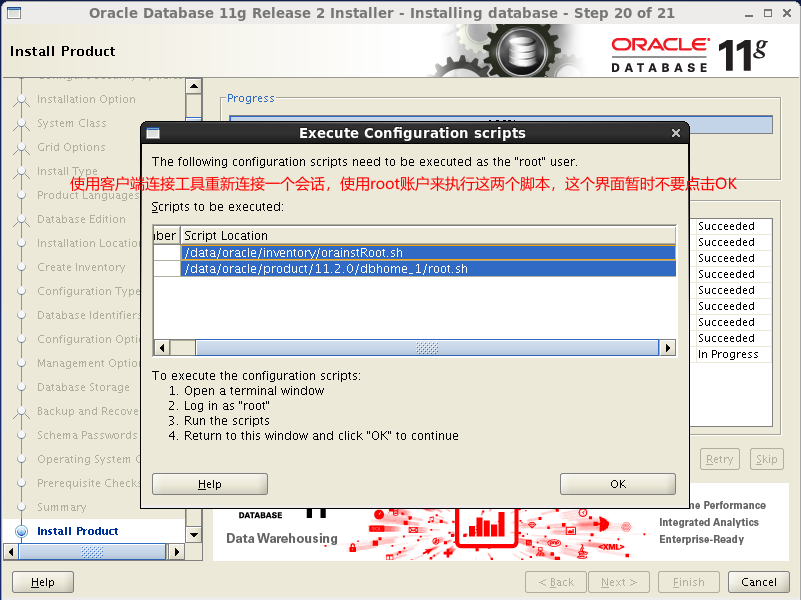 Oracle Database 11g Release 2 Installer - Installing database - Step 20 of 21
Install Product
ORACLE
DATABASE 11g
Installation Option
System Class
Grid Options
Install Type
Product Languages
Database Edition
Installation Location
Create Inventory
Configuration Type
Database Identifiers
Configuration Optio
Management Option
Database Storage
Backup and Recove
Schema Passwords
Operating System G
Prerequisite Checks
Summary
Install Product
Progress
Execute Configuration scripts
The following configuration scripts need to be executed as the "root" user.
使用客户端连接工具重新连接一个会话，使用root账户来执行这两个脚本，这个界面暂时不要点击OK
Scripts to be executed:
ber Script Location
/data/oracle/inventory/orainstRoot.sh
/data/oracle/product/11.2.0/dbhome_1/root.sh
To execute the configuration scripts:
1. Open a terminal window
2. Log in as "root"
3. Run the scripts
4. Return to this window and click "OK" to continue
Help OK
Succeeded
Succeeded
Succeeded
Succeeded
Succeeded
Succeeded
Succeeded
Succeeded
In Progress
Retry Skip
DATABASE
Data Warehousing
<XML>
me Performance
Integrated Analytics
Enterprise-Ready
Help < Back Next > Finish Cancel